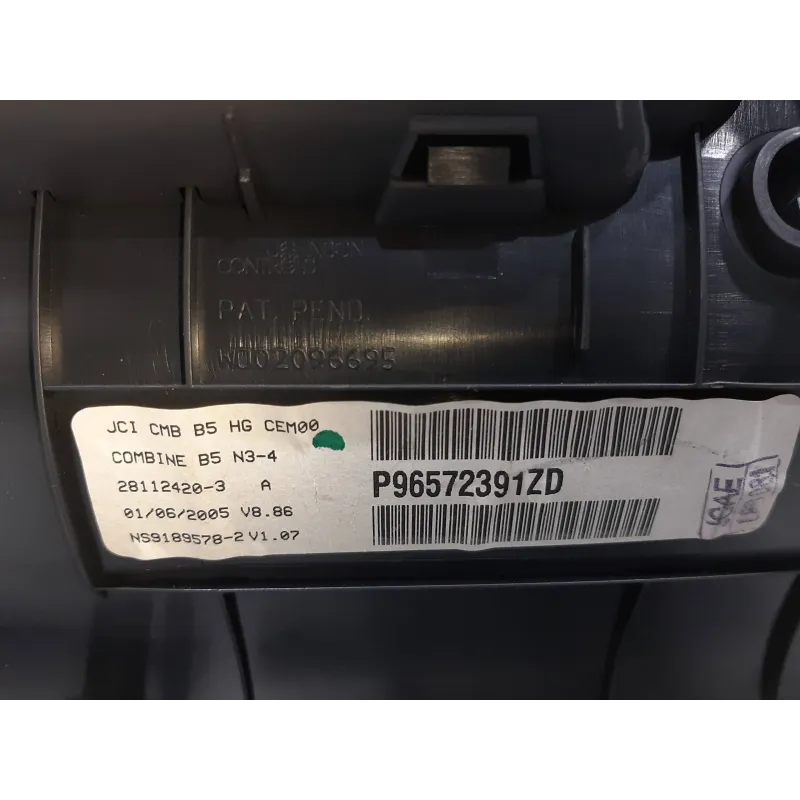 CONTROLS
PAT. PEND.
WO02096695
JCI CMB B5 HG CEM00
COMBINE B5 N3-4
28112420-3 A
01/06/2005 V8.86
NS9189578-2 V1.07
P96572391ZD